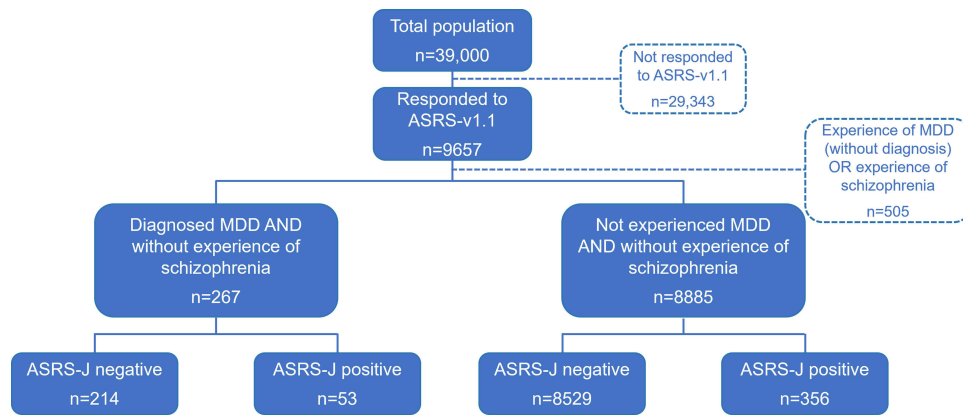 Total population
n=39,000
Not responded
to ASRS-v1.1
n=29,343
Responded to
ASRS-v1.1
n=9657
Experience of MDD
(without diagnosis)
OR experience of
schizophrenia
n=505
Diagnosed MDD AND
without experience of
schizophrenia
n=267
Not experienced MDD
AND without experience of
schizophrenia
n=8885
ASRS-J negative
n=214
ASRS-J positive
n=53
ASRS-J negative
n=8529
ASRS-J positive
n=356